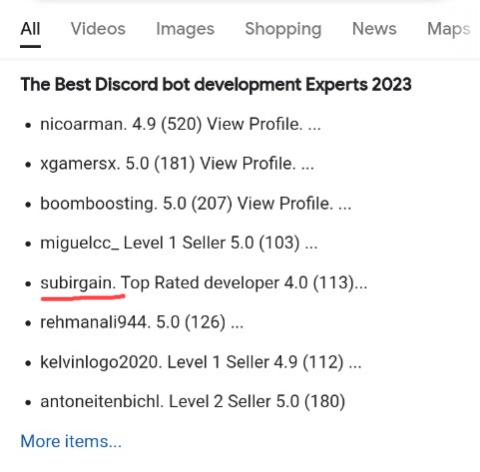 All Videos Images Shopping News Maps
The Best Discord bot development Experts 2023
• nicoarman. 4.9 (520) View Profile. ...
• xgamersx. 5.0 (181) View Profile. ...
• boomboosting. 5.0 (207) View Profile. ...
• miguelcc_ Level 1 Seller 5.0 (103) ...
• subirgain. Top Rated developer 4.0 (113)...
• rehmanali944. 5.0 (126) ...
• kelvinlogo2020. Level 1 Seller 4.9 (112) ...
• antoneitenbichl. Level 2 Seller 5.0 (180)
More items...